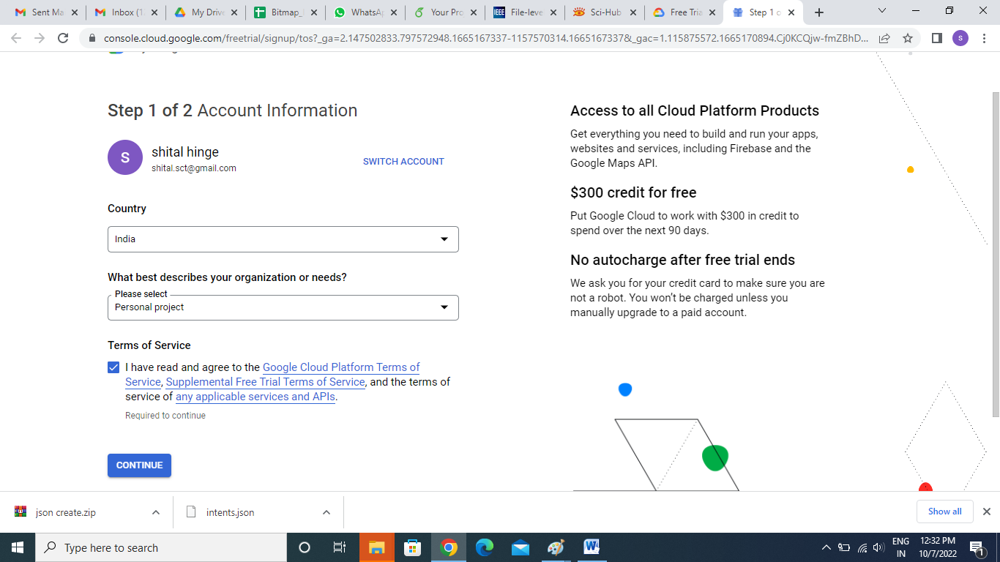 Sent Ma
Inbox (1
My Drive
Bitmap_I
WhatsAp
Your Pro
File-leve
Sci-Hub
Free Tria
Step 1 o
console.cloud.google.com/freetrial/signup/tos?_ga=2.147502833.797572948.1665167337-1157570314.1665167337&_gac=1.115875572.1665170894.Cj0KCQjw-fmZBhD...
S
Step 1 of 2 Account Information
S
shital hinge
shital.sct@gmail.com
SWITCH ACCOUNT
Country
India
What best describes your organization or needs?
Please select
Personal project
Terms of Service
I have read and agree to the Google Cloud Platform Terms of
Service, Supplemental Free Trial Terms of Service, and the terms of
service of any applicable services and APIs.
Required to continue
CONTINUE
Access to all Cloud Platform Products
Get everything you need to build and run your apps,
websites and services, including Firebase and the
Google Maps API.
$300 credit for free
Put Google Cloud to work with $300 in credit to
spend over the next 90 days.
No autocharge after free trial ends
We ask you for your credit card to make sure you are
not a robot. You won't be charged unless you
manually upgrade to a paid account.
json create.zip
intents.json
Show all
Type here to search
ENG
IN
12:32 PM
10/7/2022
1